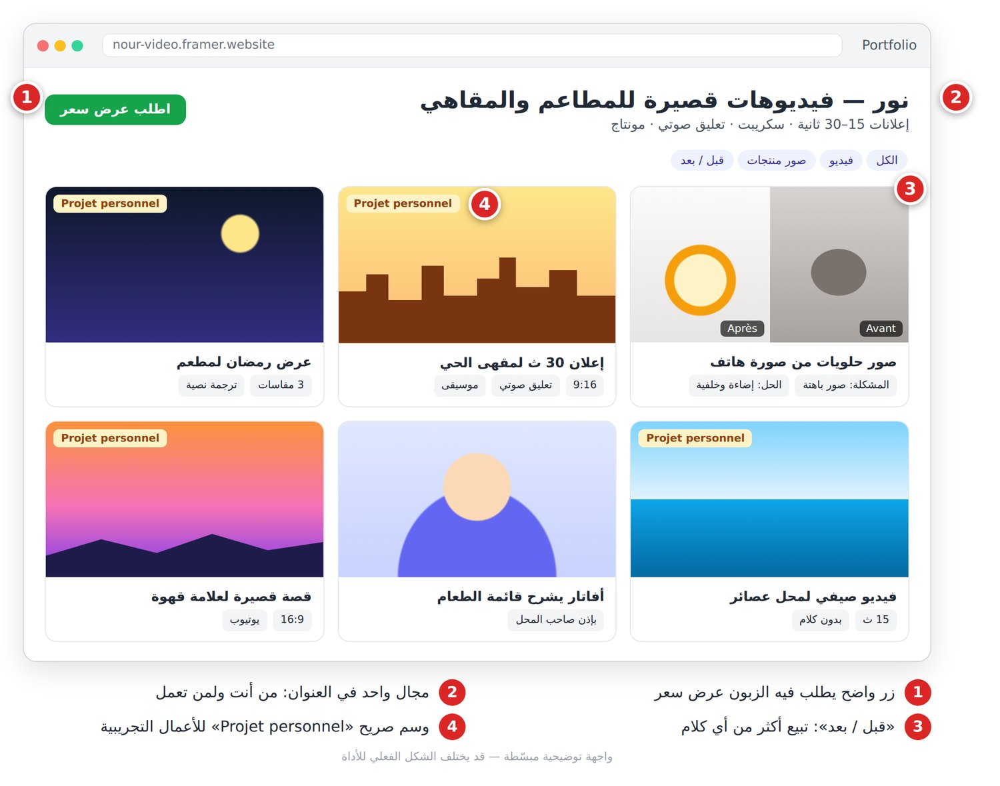 nour-video.framer.website
Portfolio
1
2
نور — فيديوهات قصيرة للمطاعم والمقاهي
اطلب عرض سعر
إعلانات 15–30 ثانية · سكريبت · تعليق صوتي · مونتاج
الكل
فيديو
صور منتجات
قبل / بعد
3
Avant
Après
4
Projet personnel
Projet personnel
صور حلويات من صورة هاتف
المشكلة: صور باهتة
الحل: إضاءة وخلفية
إعلان 30 ث لمقهى الحي
9:16
تعليق صوتي
موسيقى
عرض رمضان لمطعم
3 مقاسات
ترجمة نصية
Projet personnel
Projet personnel
فيديو صيفي لمحل عصائر
15 ث
بدون كلام
أفاتار يشرح قائمة الطعام
بإذن صاحب المحل
قصة قصيرة لعلامة قهوة
16:9
يوتيوب
1 زر واضح يطلب فيه الزبون عرض سعر
2 مجال واحد في العنوان: من أنت ولمن تعمل
3 «قبل / بعد»: تبيع أكثر من أي كلام
4 وسم صريح «Projet personnel» للأعمال التجريبية
واجهة توضيحية مبسّطة — قد يختلف الشكل الفعلي للأداة